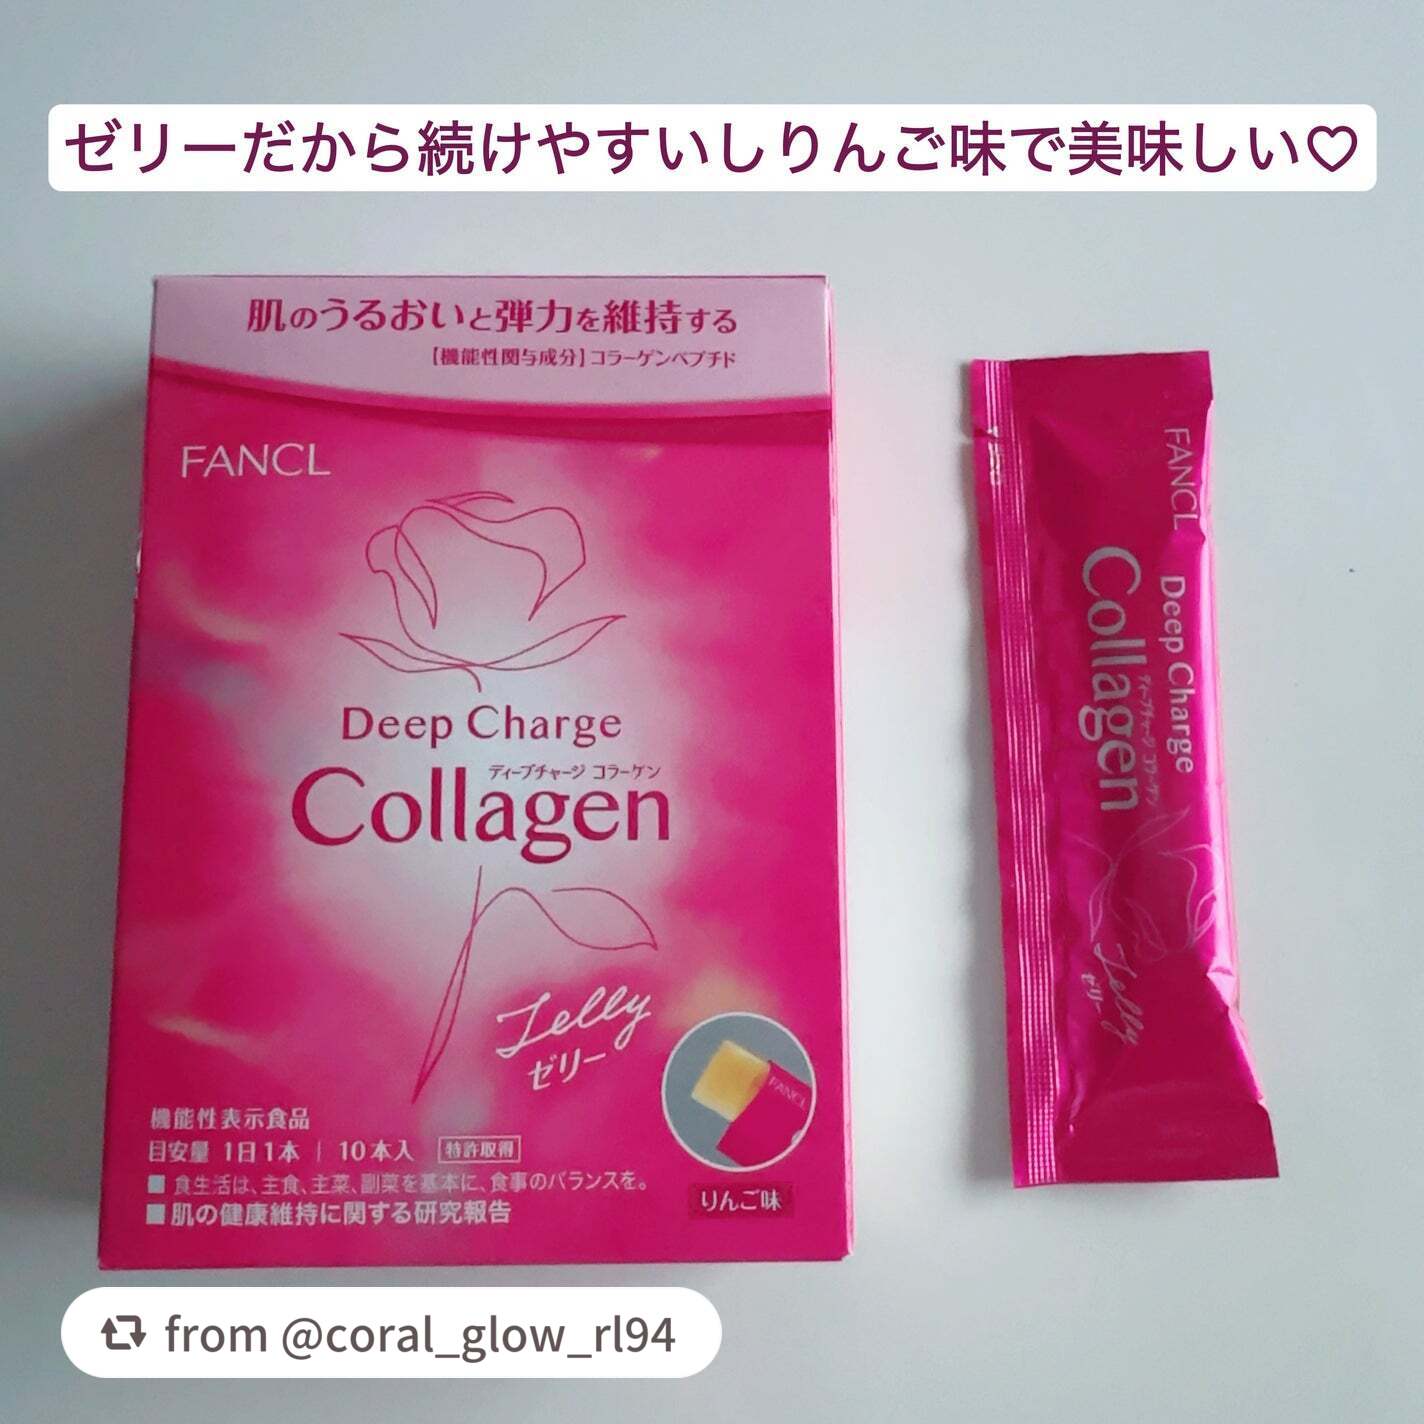 ゼリーだから続けやすいしりんご味で美味しい♡
肌のうるおいと弾力を維持する
【機能性関与成分】コラーゲンペプチド
FANCL
Deep Charge
ディープチャージ コラーゲン
Collagen
Jelly
ゼリー
FANCL
りんご味
機能性表示食品
目安量 1日1本 | 10本入 特許取得
■ 食生活は、主食、主菜、副菜を基本に、食事のバランスを。
■ 肌の健康維持に関する研究報告
FANCL
Deep Charge
ディープチャージ コラーゲン
Collagen
Jelly
ゼリー
from @coral_glow_rl94